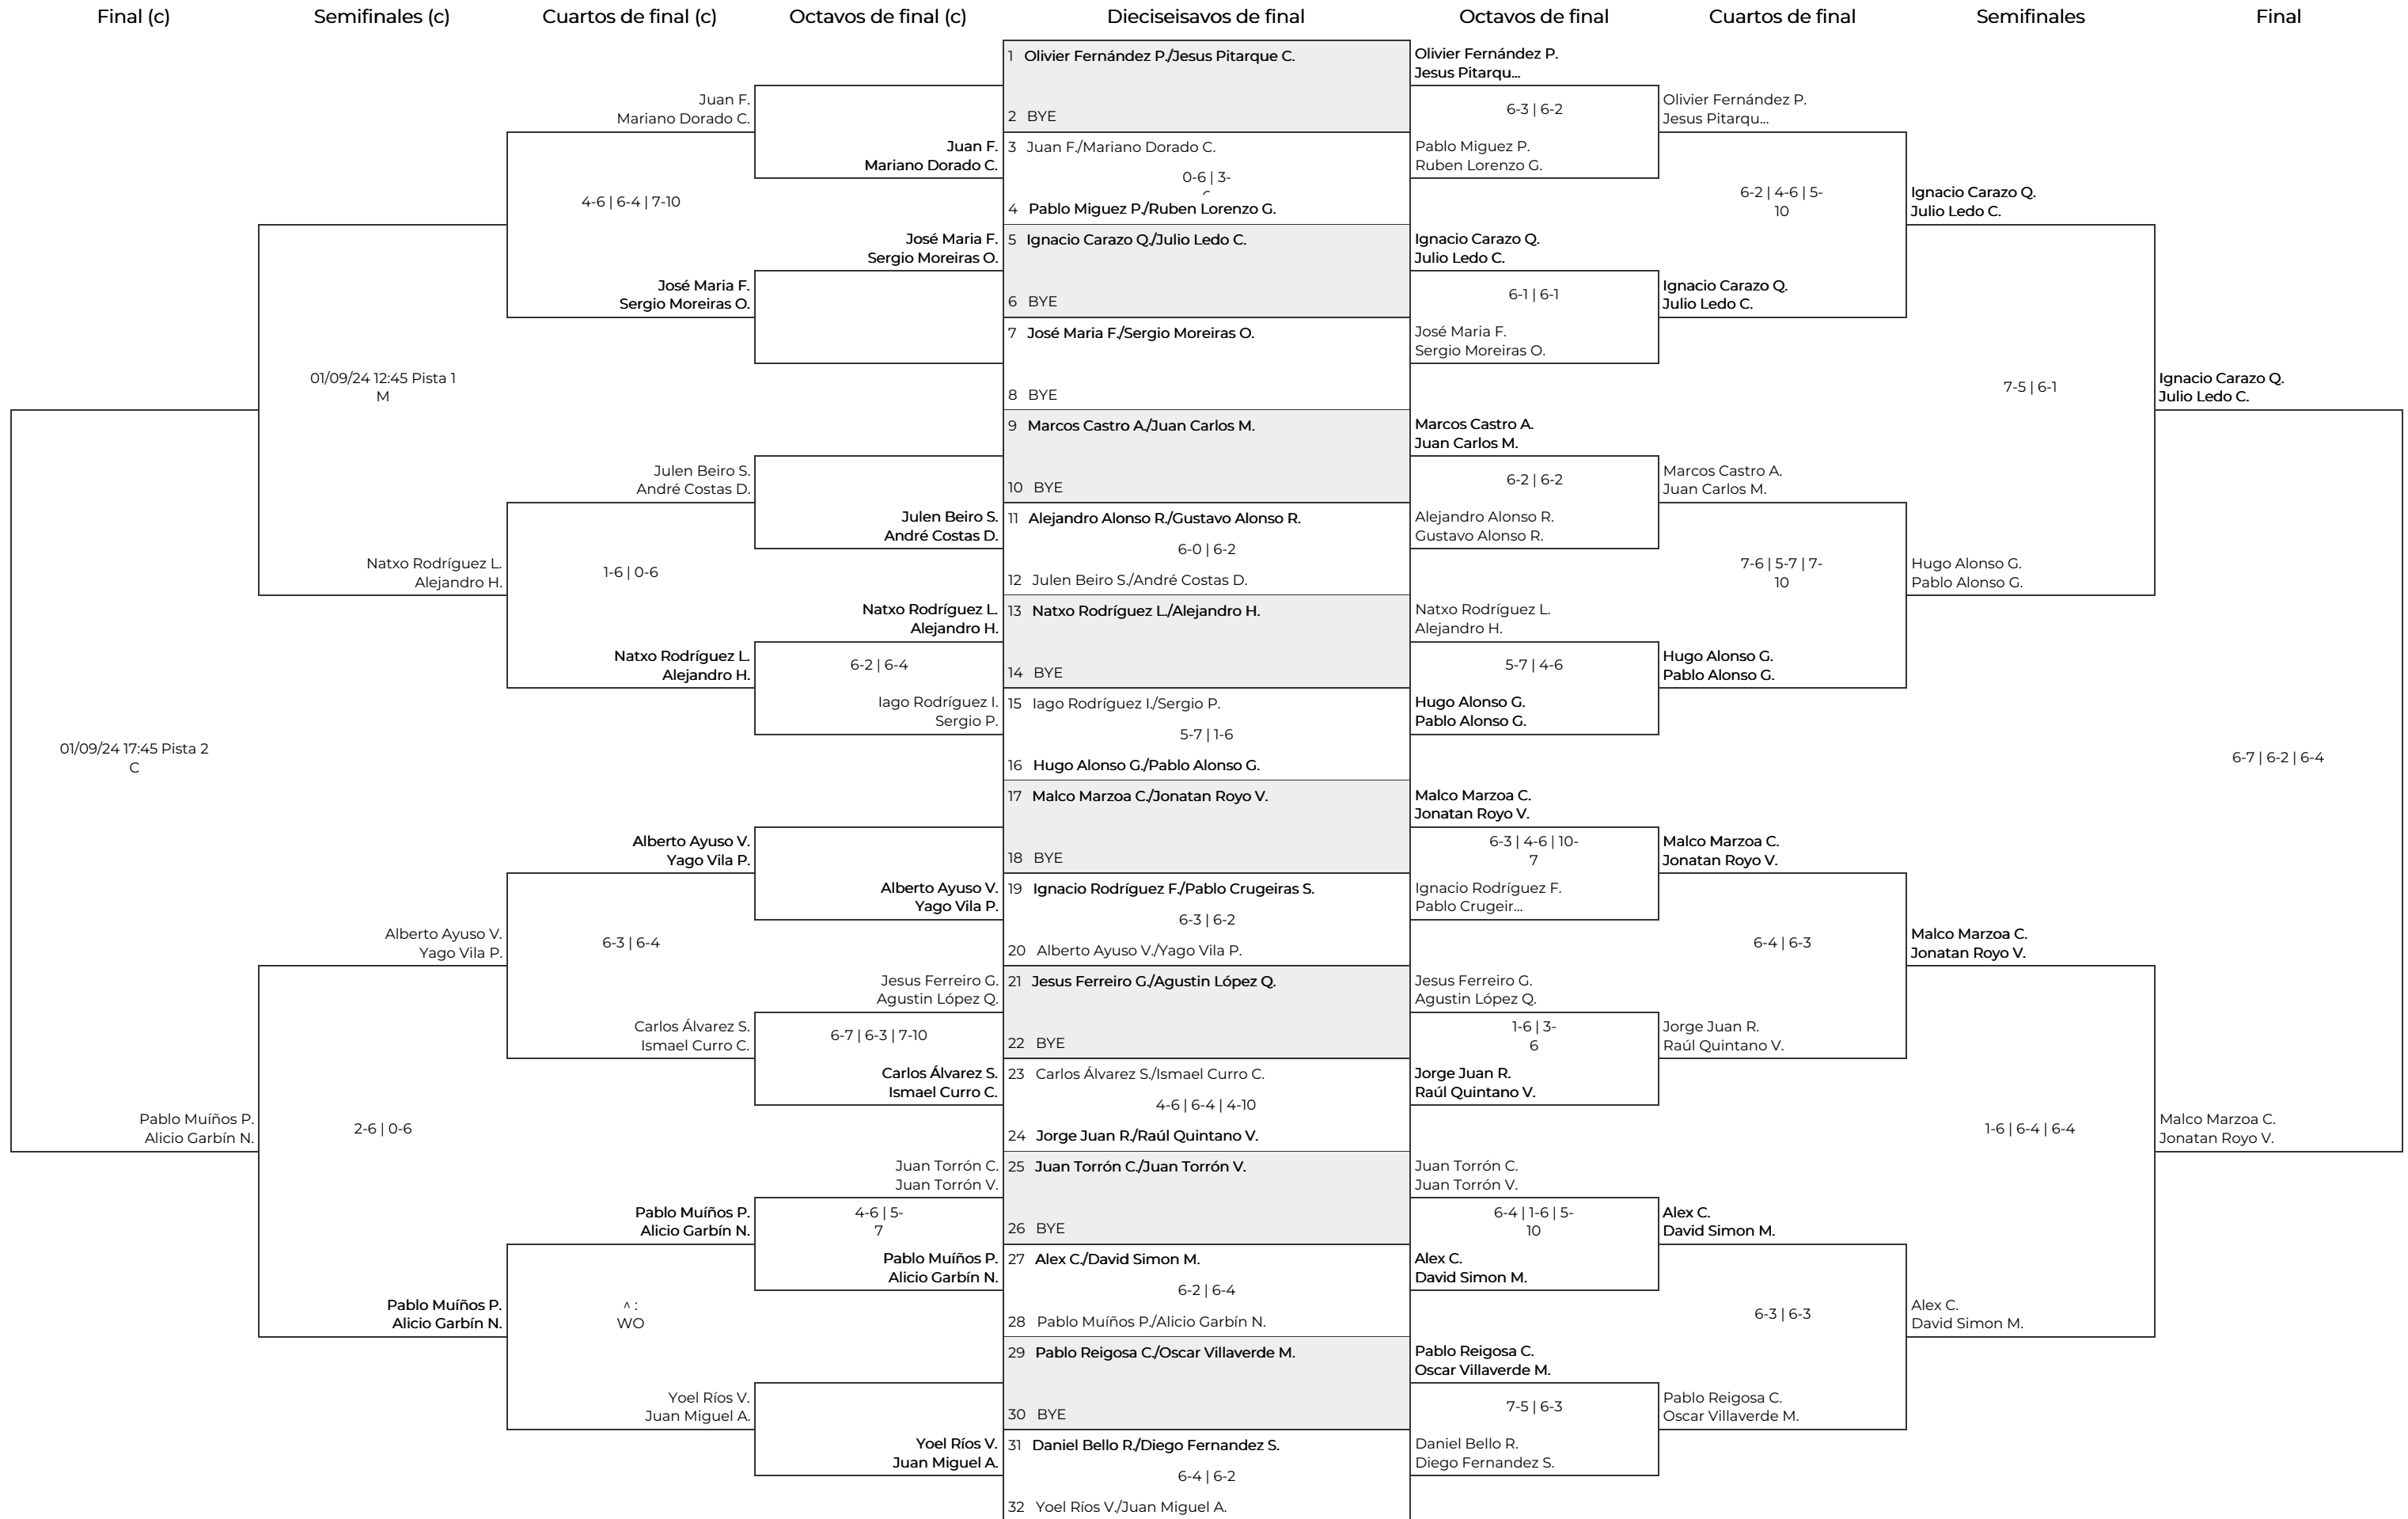 Final (c)
Semifinales (c)
Cuartos de final (c)
Octavos de final (c)
Dieciseisavos de final
Octavos de final
Cuartos de final
Semifinales
Final
01/09/24 17:45 Pista 2
C
Pablo Muíños P.
Alicio Garbín N.
01/09/24 12:45 Pista 1
M
Natxo Rodríguez L.
Alejandro H.
Alberto Ayuso V.
Yago Vila P.
2-6 | 0-6
Pablo Muíños P.
Alicio Garbín N.
Juan F.
Mariano Dorado C.
4-6 | 6-4 | 7-10
José Maria F.
Sergio Moreiras O.
Julen Beiro S.
André Costas D.
1-6 | 0-6
Natxo Rodríguez L.
Alejandro H.
Alberto Ayuso V.
Yago Vila P.
6-3 | 6-4
Carlos Álvarez S.
Ismael Curro C.
Pablo Muíños P.
Alicio Garbín N.
WO
Yoel Ríos V.
Juan Miguel A.
Juan F.
Mariano Dorado C.
José Maria F.
Sergio Moreiras O.
Julen Beiro S.
André Costas D.
Natxo Rodríguez L.
Alejandro H.
6-2 | 6-4
Iago Rodríguez I.
Sergio P.
Alberto Ayuso V.
Yago Vila P.
Jesus Ferreiro G.
Agustin López Q.
6-7 | 6-3 | 7-10
Carlos Álvarez S.
Ismael Curro C.
Juan Torrón C.
Juan Torrón V.
4-6 | 5-
7
Pablo Muíños P.
Alicio Garbín N.
Yoel Ríos V.
Juan Miguel A.
1 Olivier Fernández P./Jesus Pitarque C.
2 BYE
3 Juan F./Mariano Dorado C.
0-6 | 3-
4 Pablo Miguez P./Ruben Lorenzo G.
5 Ignacio Carazo Q./Julio Ledo C.
6 BYE
7 José Maria F./Sergio Moreiras O.
8 BYE
9 Marcos Castro A./Juan Carlos M.
10 BYE
11 Alejandro Alonso R./Gustavo Alonso R.
6-0 | 6-2
12 Julen Beiro S./André Costas D.
13 Natxo Rodríguez L./Alejandro H.
14 BYE
15 Iago Rodríguez I./Sergio P.
5-7 | 1-6
16 Hugo Alonso G./Pablo Alonso G.
17 Malco Marzoa C./Jonatan Royo V.
18 BYE
19 Ignacio Rodríguez F./Pablo Crugeiras S.
6-3 | 6-2
20 Alberto Ayuso V./Yago Vila P.
21 Jesus Ferreiro G./Agustin López Q.
22 BYE
23 Carlos Álvarez S./Ismael Curro C.
4-6 | 6-4 | 4-10
24 Jorge Juan R./Raúl Quintano V.
25 Juan Torrón C./Juan Torrón V.
26 BYE
27 Alex C./David Simon M.
6-2 | 6-4
28 Pablo Muíños P./Alicio Garbín N.
29 Pablo Reigosa C./Oscar Villaverde M.
30 BYE
31 Daniel Bello R./Diego Fernandez S.
6-4 | 6-2
32 Yoel Ríos V./Juan Miguel A.
Olivier Fernández P.
Jesus Pitarqu...
6-3 | 6-2
Pablo Miguez P.
Ruben Lorenzo G.
Ignacio Carazo Q.
Julio Ledo C.
6-1 | 6-1
José Maria F.
Sergio Moreiras O.
Marcos Castro A.
Juan Carlos M.
6-2 | 6-2
Alejandro Alonso R.
Gustavo Alonso R.
Natxo Rodríguez L.
Alejandro H.
5-7 | 4-6
Hugo Alonso G.
Pablo Alonso G.
Malco Marzoa C.
Jonatan Royo V.
6-3 | 4-6 | 10-
7
Ignacio Rodríguez F.
Pablo Crugeir...
Jesus Ferreiro G.
Agustin López Q.
1-6 | 3-
6
Jorge Juan R.
Raúl Quintano V.
Juan Torrón C.
Juan Torrón V.
6-4 | 1-6 | 5-
10
Alex C.
David Simon M.
Pablo Reigosa C.
Oscar Villaverde M.
7-5 | 6-3
Daniel Bello R.
Diego Fernandez S.
Olivier Fernández P.
Jesus Pitarqu...
6-2 | 4-6 | 5-
10
Ignacio Carazo Q.
Julio Ledo C.
Marcos Castro A.
Juan Carlos M.
7-6 | 5-7 | 7-
10
Hugo Alonso G.
Pablo Alonso G.
Malco Marzoa C.
Jonatan Royo V.
6-4 | 6-3
Jorge Juan R.
Raúl Quintano V.
Alex C.
David Simon M.
6-3 | 6-3
Pablo Reigosa C.
Oscar Villaverde M.
Ignacio Carazo Q.
Julio Ledo C.
7-5 | 6-1
Hugo Alonso G.
Pablo Alonso G.
Malco Marzoa C.
Jonatan Royo V.
1-6 | 6-4 | 6-4
Alex C.
David Simon M.
Ignacio Carazo Q.
Julio Ledo C.
6-7 | 6-2 | 6-4
Malco Marzoa C.
Jonatan Royo V.